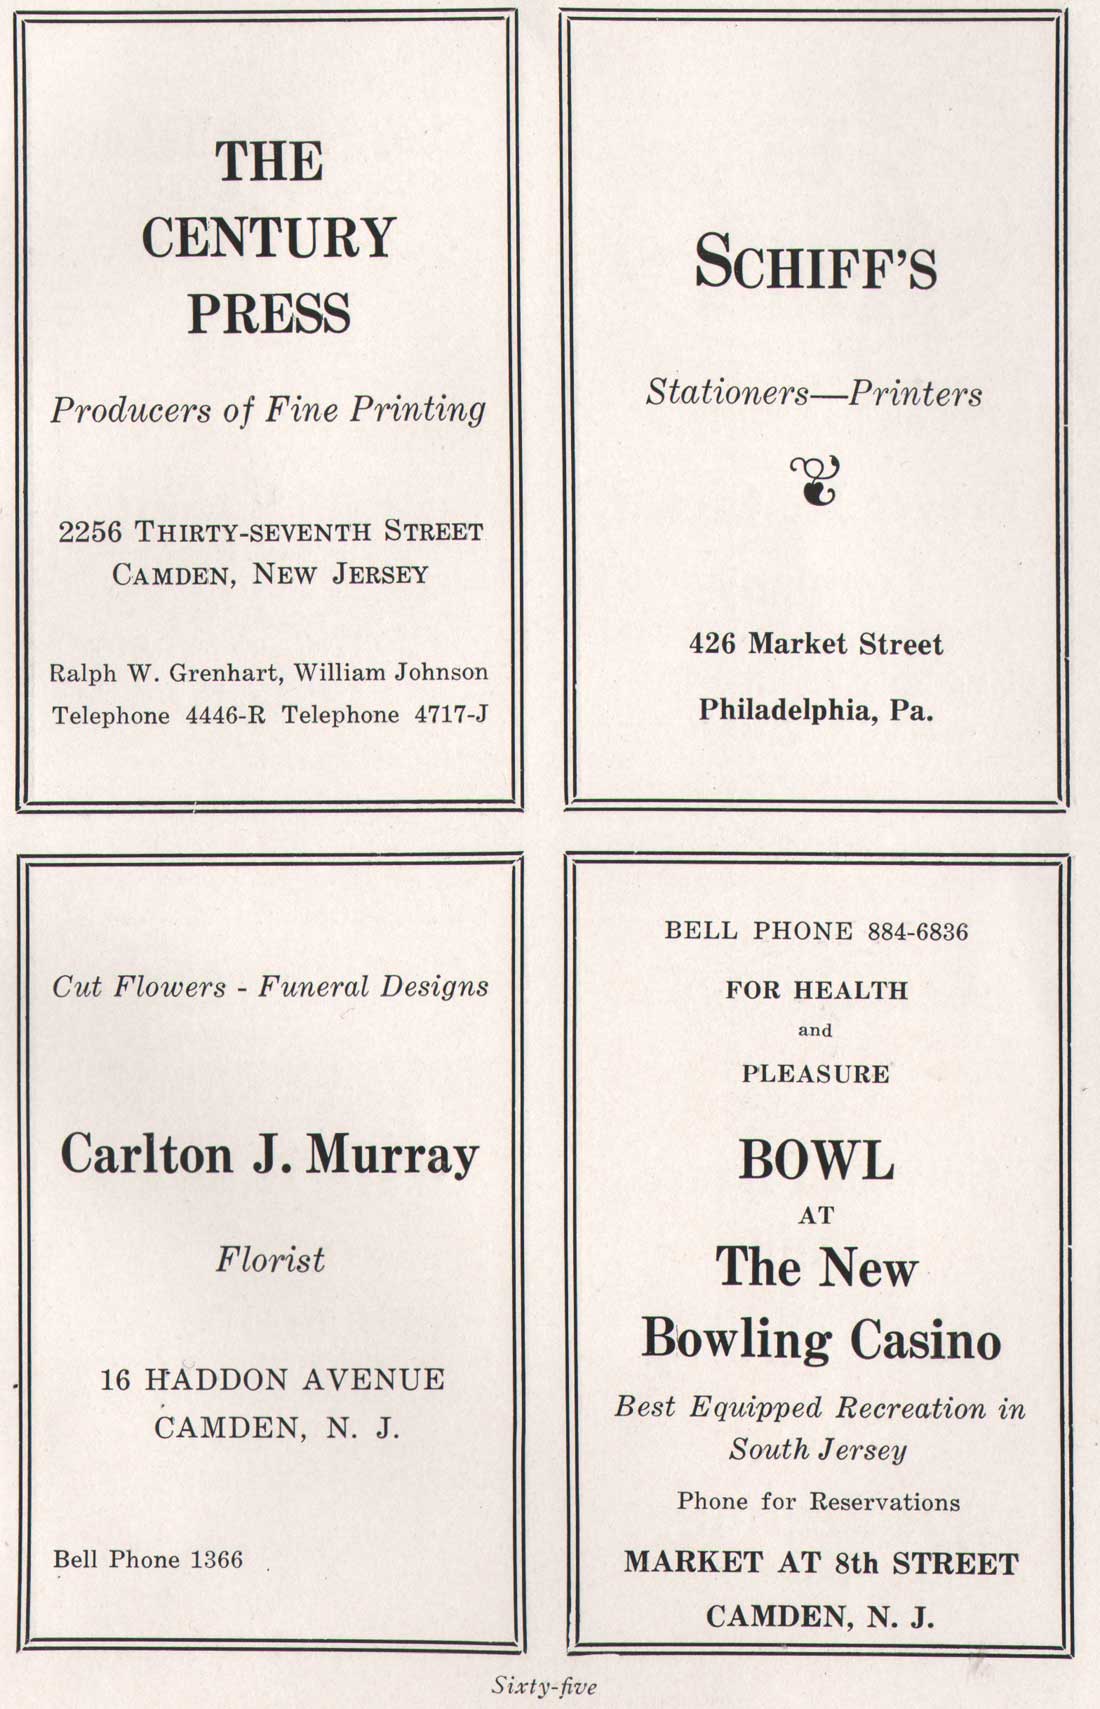 THE
CENTURY
PRESS
Producers of Fine Printing
2256 THIRTY-SEVENTH STREET
CAMDEN, NEW JERSEY
Ralph W. Grenhart, William Johnson
Telephone 4446-R Telephone 4717-J
SCHIFF'S
Stationers—Printers
426 Market Street
Philadelphia, Pa.
Cut Flowers - Funeral Designs
Carlton J. Murray
Florist
16 HADDON AVENUE
CAMDEN, N. J.
Bell Phone 1366
BELL PHONE 884-6836
FOR HEALTH
and
PLEASURE
BOWL
AT
The New
Bowling Casino
Best Equipped Recreation in
South Jersey
Phone for Reservations
MARKET AT 8th STREET
CAMDEN, N. J.
Sixty-five